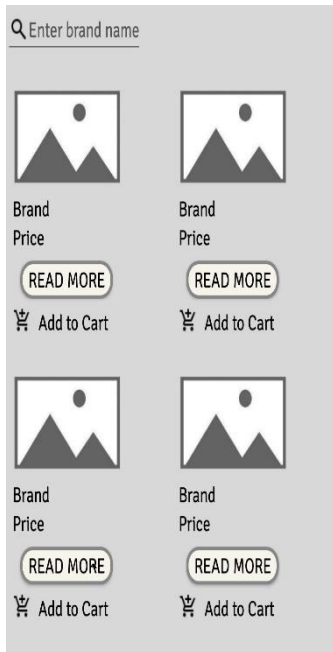 Enter brand name
Brand
Price
READ MORE
Add to Cart
Brand
Price
READ MORE
Add to Cart
Brand
Price
READ MORE
Add to Cart
Brand
Price
READ MORE
Add to Cart